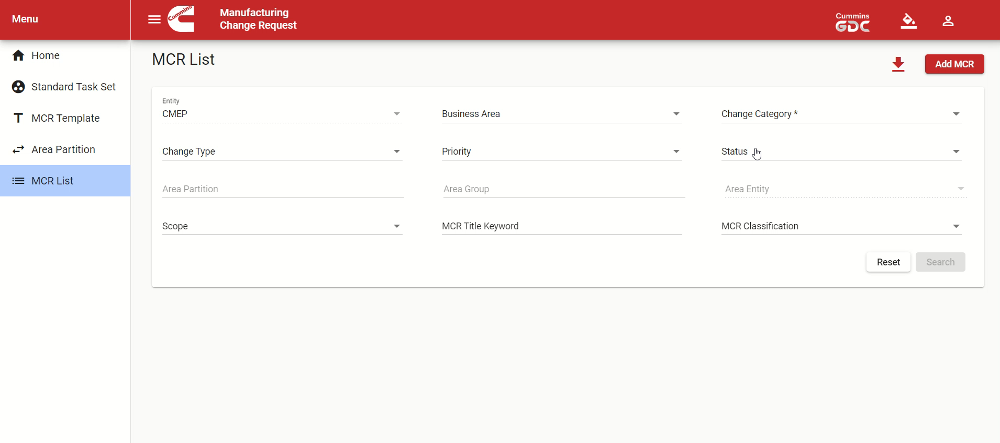 Menu
Cummins
Manufacturing
Change Request
Cummins
GDC
Home
Standard Task Set
MCR Template
Area Partition
MCR List
MCR List
Add MCR
Entity
CMEP
Business Area
Change Category *
Change Type
Priority
Status
Area Partition
Area Group
Area Entity
Scope
MCR Title Keyword
MCR Classification
Reset
Search